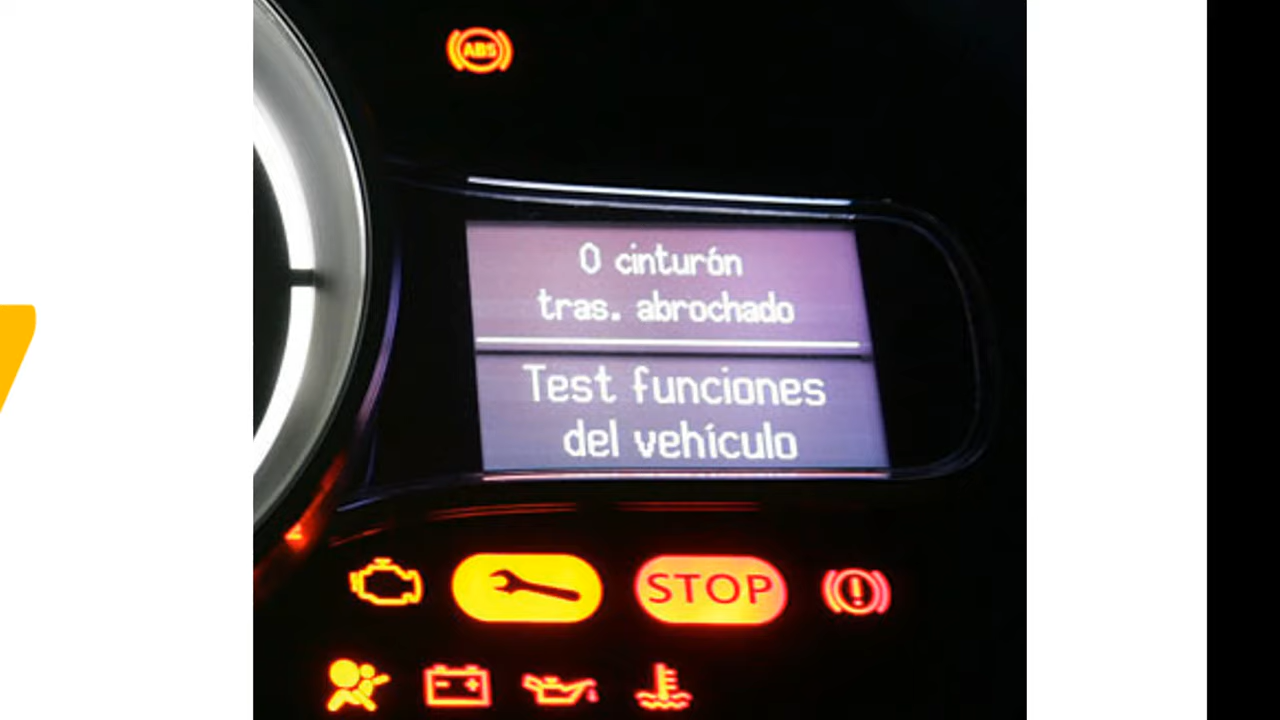 ABS
0 cinturón
tras. abrochado
Test funciones
del vehículo
STOP